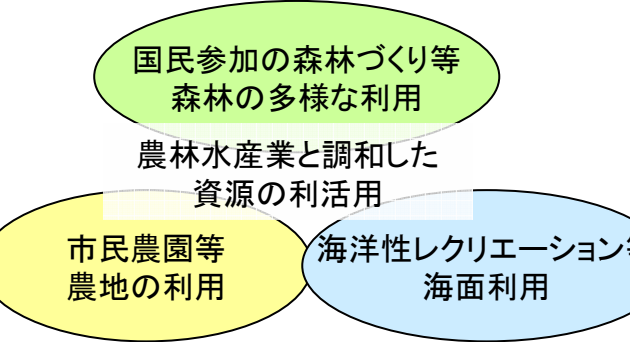 国民参加の森林づくり等
森林の多様な利用
農林水産業と調和した
資源の利活用
市民農園等
農地の利用
海洋性レクリエーション等
海面利用